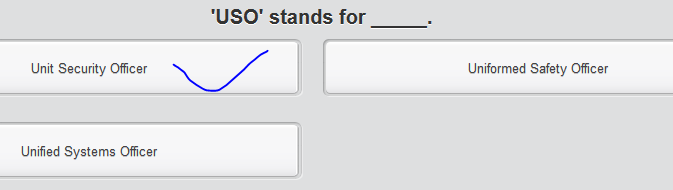 'USO' stands for _____.
Unit Security Officer
Uniformed Safety Officer
Unified Systems Officer